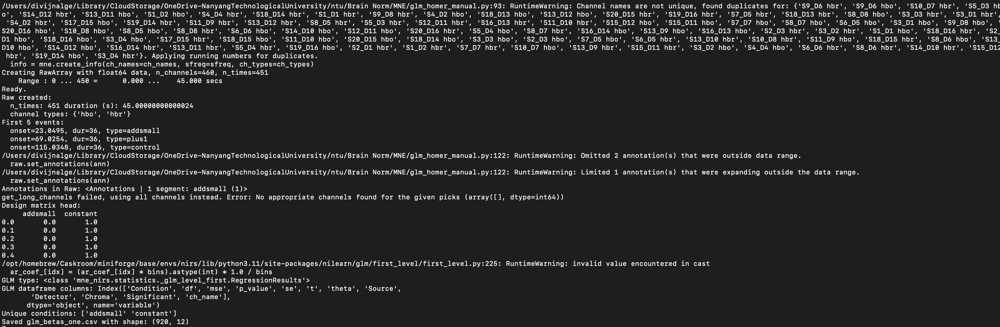 /Users/divijnalge/Library/CloudStorage/OneDrive-NanyangTechnologicalUniversity/ntu/Brain Norm/MNE/glm_homer_manual.py:93: RuntimeWarning: Channel names are not unique, found duplicates for: {'S9_D6 hbr', 'S9_D6 hbo', 'S10_D7 hbr', 'S5_D3 hb
o', 'S14_D12 hbr', 'S13_D11 hbo', 'S1_D2 hbo', 'S4_D4 hbr', 'S18_D14 hbr', 'S1_D1 hbr', 'S9_D8 hbr', 'S4_D2 hbo', 'S18_D13 hbo', 'S13_D12 hbo', 'S20_D15 hbr', 'S19_D16 hbr', 'S7_D5 hbr', 'S18_D13 hbr', 'S8_D8 hbo', 'S3_D3 hbr', 'S3_D1 hbr',
'S4_D2 hbr', 'S17_D15 hbo', 'S19_D14 hbr', 'S11_D9 hbr', 'S13_D12 hbr', 'S8_D5 hbr', 'S5_D3 hbr', 'S12_D11 hbr', 'S16_D13 hbr', 'S11_D10 hbr', 'S15_D12 hbo', 'S15_D11 hbo', 'S7_D7 hbo', 'S8_D7 hbo', 'S6_D5 hbo', 'S3_D1 hbo', 'S9_D8 hbo', '
S20_D16 hbo', 'S10_D8 hbo', 'S8_D5 hbo', 'S8_D8 hbr', 'S6_D6 hbo', 'S14_D10 hbo', 'S12_D11 hbo', 'S20_D16 hbr', 'S5_D4 hbo', 'S8_D7 hbr', 'S16_D14 hbo', 'S13_D9 hbo', 'S16_D13 hbo', 'S2_D3 hbr', 'S3_D2 hbr', 'S1_D1 hbo', 'S18_D16 hbr', 'S2_
D1 hbo', 'S18_D16 hbo', 'S3_D4 hbo', 'S17_D15 hbr', 'S18_D15 hbo', 'S11_D10 hbo', 'S20_D15 hbo', 'S18_D14 hbo', 'S3_D3 hbo', 'S2_D3 hbo', 'S7_D5 hbo', 'S6_D5 hbr', 'S13_D10 hbr', 'S10_D8 hbr', 'S11_D9 hbo', 'S18_D15 hbr', 'S8_D6 hbo', 'S13_
D10 hbo', 'S14_D12 hbo', 'S16_D14 hbr', 'S13_D11 hbr', 'S5_D4 hbr', 'S19_D16 hbo', 'S2_D1 hbr', 'S1_D2 hbr', 'S7_D7 hbr', 'S10_D7 hbo', 'S13_D9 hbr', 'S15_D11 hbr', 'S3_D2 hbo', 'S4_D4 hbo', 'S6_D6 hbr', 'S8_D6 hbr', 'S14_D10 hbr', 'S15_D12
hbr', 'S19_D14 hbo', 'S3_D4 hbr'}. Applying running numbers for duplicates.
info = mne.create_info(ch_names=ch_names, sfreq=sfreq, ch_types=ch_types)
Creating RawArray with float64 data, n_channels=460, n_times=451
Range : 0 ... 450 =      0.000 ...    45.000 secs
Ready.
Raw created:
n_times: 451 duration (s): 45.00000000000024
channel types: {'hbo', 'hbr'}
First 5 events:
onset=23.0495, dur=36, type=addsmall
onset=69.0254, dur=36, type=plus1
onset=115.0348, dur=36, type=control
/Users/divijnalge/Library/CloudStorage/OneDrive-NanyangTechnologicalUniversity/ntu/Brain Norm/MNE/glm_homer_manual.py:122: RuntimeWarning: Omitted 2 annotation(s) that were outside data range.
raw.set_annotations(ann)
/Users/divijnalge/Library/CloudStorage/OneDrive-NanyangTechnologicalUniversity/ntu/Brain Norm/MNE/glm_homer_manual.py:122: RuntimeWarning: Limited 1 annotation(s) that were expanding outside the data range.
raw.set_annotations(ann)
Annotations in Raw: <Annotations | 1 segment: addsmall (1)>
get_long_channels failed, using all channels instead. Error: No appropriate channels found for the given picks (array([], dtype=int64))
Design matrix head:
addsmall  constant
0.0       0.0       1.0
0.1       0.0       1.0
0.2       0.0       1.0
0.3       0.0       1.0
0.4       0.0       1.0
/opt/homebrew/Caskroom/miniforge/base/envs/nirs/lib/python3.11/site-packages/nilearn/glm/first_level/first_level.py:225: RuntimeWarning: invalid value encountered in cast
ar_coef_[idx] = (ar_coef_[idx] * bins).astype(int) * 1.0 / bins
GLM type: <class 'mne_nirs.statistics._glm_level_first.RegressionResults'>
GLM dataframe columns: Index(['Condition', 'df', 'mse', 'p_value', 'se', 't', 'theta', 'Source',
'Detector', 'Chroma', 'Significant', 'ch_name'],
dtype='object', name='variable')
Unique conditions: ['addsmall' 'constant']
Saved glm_betas_one.csv with shape: (920, 12)